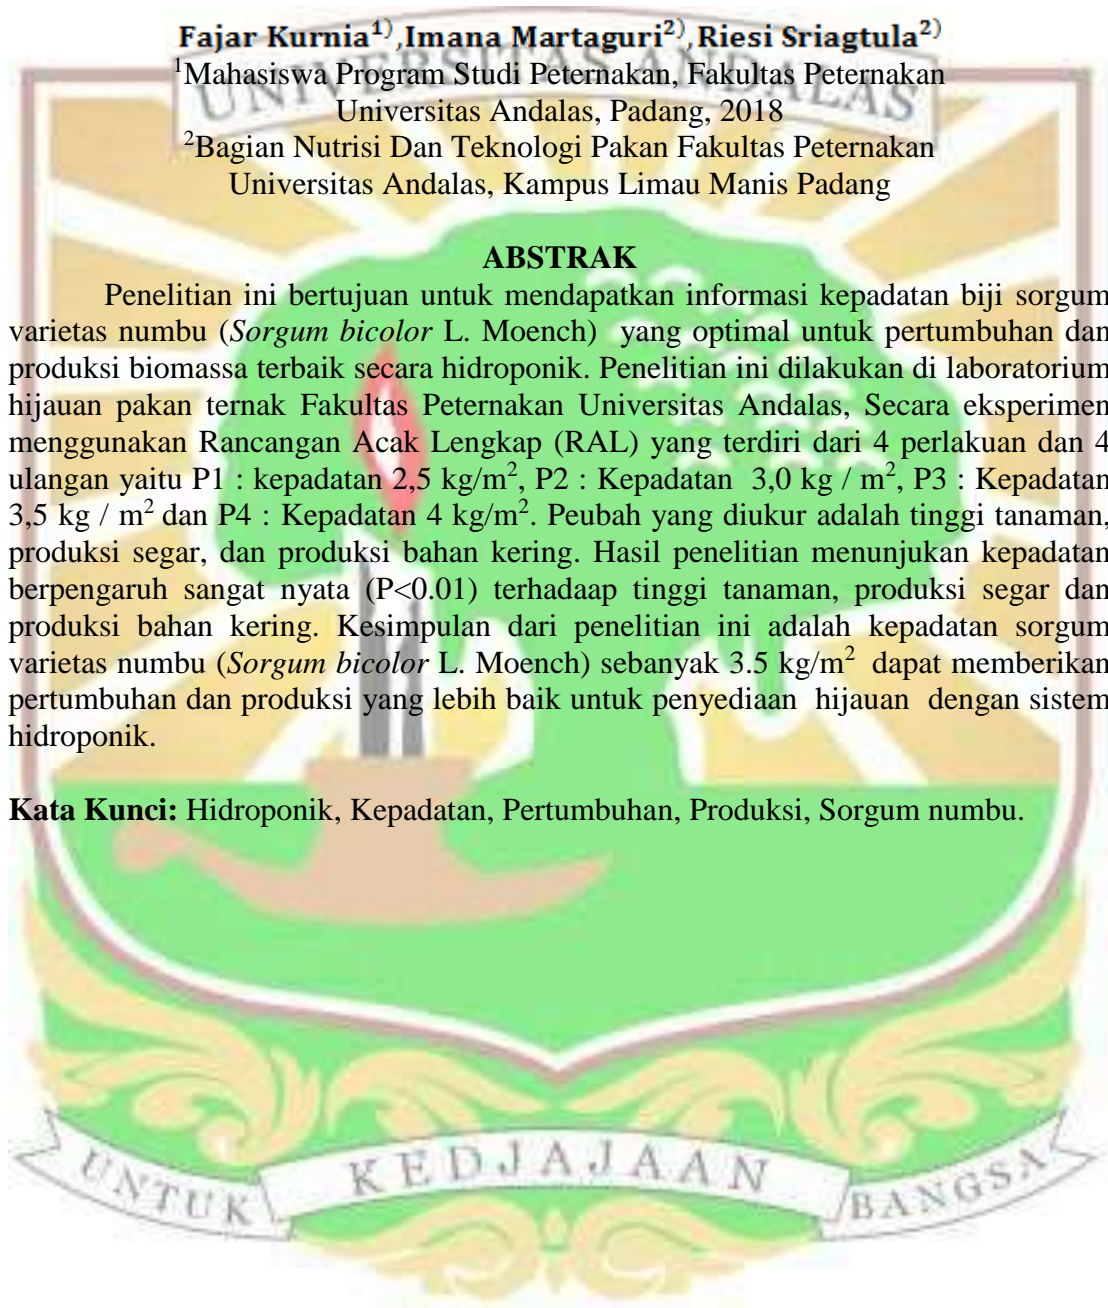 Fajar Kurnia¹⁾,Imana Martaguri²⁾,Riesi Sriagtula²⁾
UNIVERSITAS ANDALAS
¹Mahasiswa Program Studi Peternakan, Fakultas Peternakan
Universitas Andalas, Padang, 2018
²Bagian Nutrisi Dan Teknologi Pakan Fakultas Peternakan
Universitas Andalas, Kampus Limau Manis Padang
ABSTRAK
Penelitian ini bertujuan untuk mendapatkan informasi kepadatan biji sorgum
varietas numbu (Sorgum bicolor L. Moench) yang optimal untuk pertumbuhan dan
produksi biomassa terbaik secara hidroponik. Penelitian ini dilakukan di laboratorium
hijauan pakan ternak Fakultas Peternakan Universitas Andalas, Secara eksperimen
menggunakan Rancangan Acak Lengkap (RAL) yang terdiri dari 4 perlakuan dan 4
ulangan yaitu P1 : kepadatan 2,5 kg/m², P2 : Kepadatan 3,0 kg / m², P3 : Kepadatan
3,5 kg / m² dan P4 : Kepadatan 4 kg/m². Peubah yang diukur adalah tinggi tanaman,
produksi segar, dan produksi bahan kering. Hasil penelitian menunjukan kepadatan
berpengaruh sangat nyata (P<0.01) terhadaap tinggi tanaman, produksi segar dan
produksi bahan kering. Kesimpulan dari penelitian ini adalah kepadatan sorgum
varietas numbu (Sorgum bicolor L. Moench) sebanyak 3.5 kg/m² dapat memberikan
pertumbuhan dan produksi yang lebih baik untuk penyediaan hijauan dengan sistem
hidroponik.
Kata Kunci: Hidroponik, Kepadatan, Pertumbuhan, Produksi, Sorgum numbu.
UNTUK KEDJAJAAN BANGSA